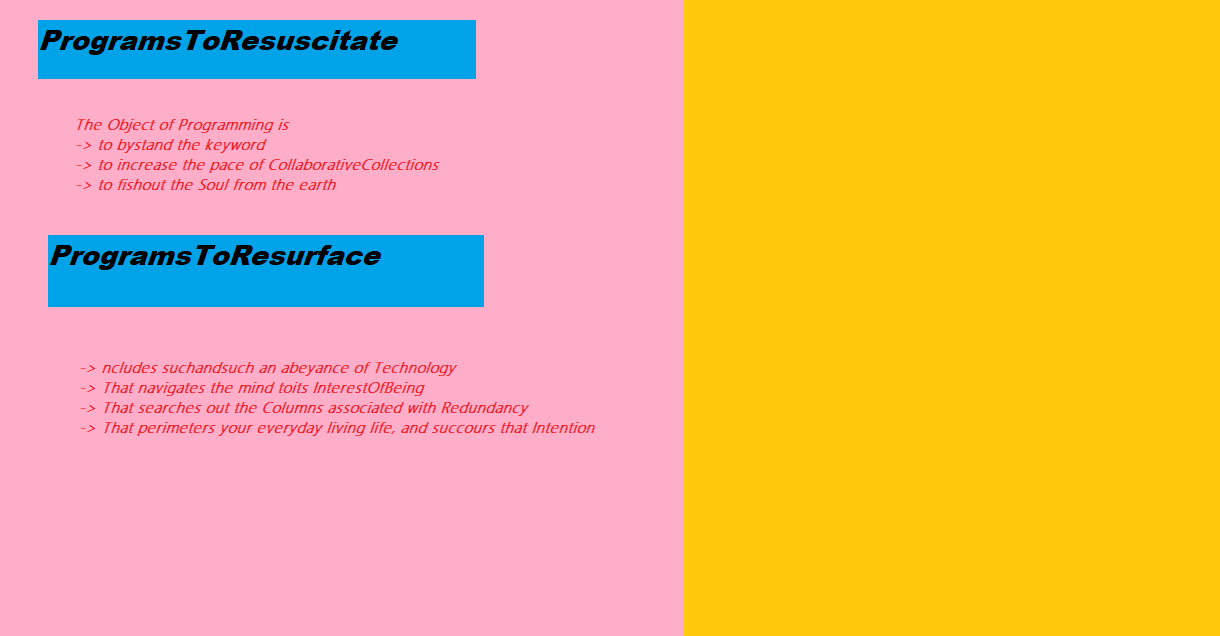 ProgramsToResuscitate
The Object of Programming is
-> to bystand the keyword
-> to increase the pace of CollaborativeCollections
-> to fishout the Soul from the earth
ProgramsToResurface
-> ncludes suchandsuch an abeyance of Technology
-> That navigates the mind toits InterestOfBeing
-> That searches out the Columns associated with Redundancy
-> That perimeters your everyday living life, and succours that Intention